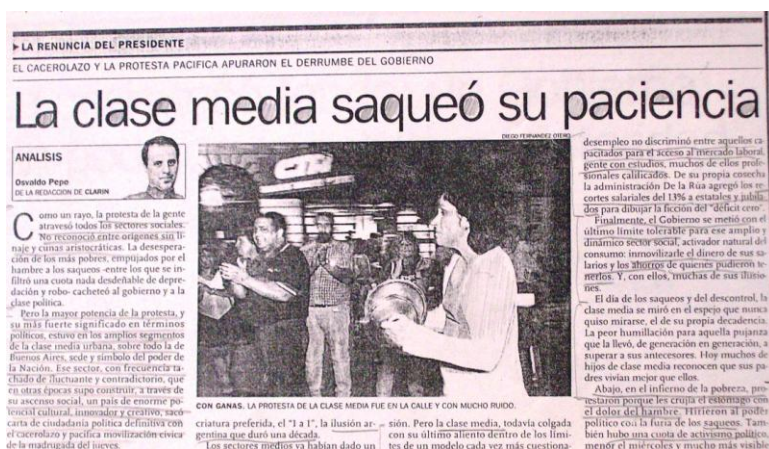 ▸ LA RENUNCIA DEL PRESIDENTE
EL CACEROLAZO Y LA PROTESTA PACIFICA APURARON EL DERRUMBE DEL GOBIERNO
La clase media saqueó su paciencia
DIEGO FERNANDEZ OTERO
ANALISIS
Osvaldo Pepe
DE LA REDACCION DE CLARIN
Como un rayo, la protesta de la gente
atravesó todos los sectores sociales.
No reconoció entre orígenes sin li-
naje y cunas aristocráticas. La desespera-
ción de los más pobres, empujados por el
hambre a los saqueos -entre los que se in-
filtró una cuota nada desdeñable de depre-
dación y robo- cacheteó al gobierno y a la
clase política.
Pero la mayor potencia de la protesta, y
su más fuerte significado en términos
políticos, estuvo en los amplios segmentos
de la clase media urbana, sobre todo la de
Buenos Aires, sede y símbolo del poder de
la Nación. Ese sector, con frecuencia ta-
chado de fluctuante y contradictorio, que
en otras épocas supo construir, a través de
su ascenso social, un país de enorme po-
tencial cultural, innovador y creativo, sacó
carta de ciudadanía política definitiva con
el cacerolazo y pacífica movilización cívica
de la madrugada del jueves.
CON GANAS. LA PROTESTA DE LA CLASE MEDIA FUE EN LA CALLE Y CON MUCHO RUIDO.
criatura preferida, el "1 a 1", la ilusión ar-
gentina que duró una década.
Los sectores medios ya habían dado un
sión. Pero la clase media, todavía colgada
con su último aliento dentro de los lími-
tes de un modelo cada vez más cuestiona-
desempleo no discriminó entre aquellos ca-
pacitados para el acceso al mercado laboral,
gente con estudios, muchos de ellos profe-
sionales calificados. De su propia cosecha
la administración De la Rúa agregó los re-
cortes salariales del 13% a estatales y jubila-
dos para dibujar la ficción del "déficit cero".
Finalmente, el Gobierno se metió con el
último límite tolerable para ese amplio y
dinámico sector social, activador natural del
consumo: inmovilizarle el dinero de sus sa-
larios y los ahorros de quienes pudieron te-
nerlos. Y, con ellos, muchas de sus ilusio-
nes.
El día de los saqueos y del descontrol, la
clase media se miró en el espejo que nunca
quiso mirarse, el de su propia decadencia.
La peor humillación para aquella pujanza
que la llevó, de generación en generación, a
superar a sus antecesores. Hoy muchos de
hijos de clase media reconocen que sus pa-
dres vivían mejor que ellos.
Abajo, en el infierno de la pobreza, pro-
testaron porque les crujía el estómago con
el dolor del hambre. Hirieron al poder
político con la furia de los saqueos. Tam-
bién hubo una cuota de activismo político,
menor el miércoles y mucho más visible